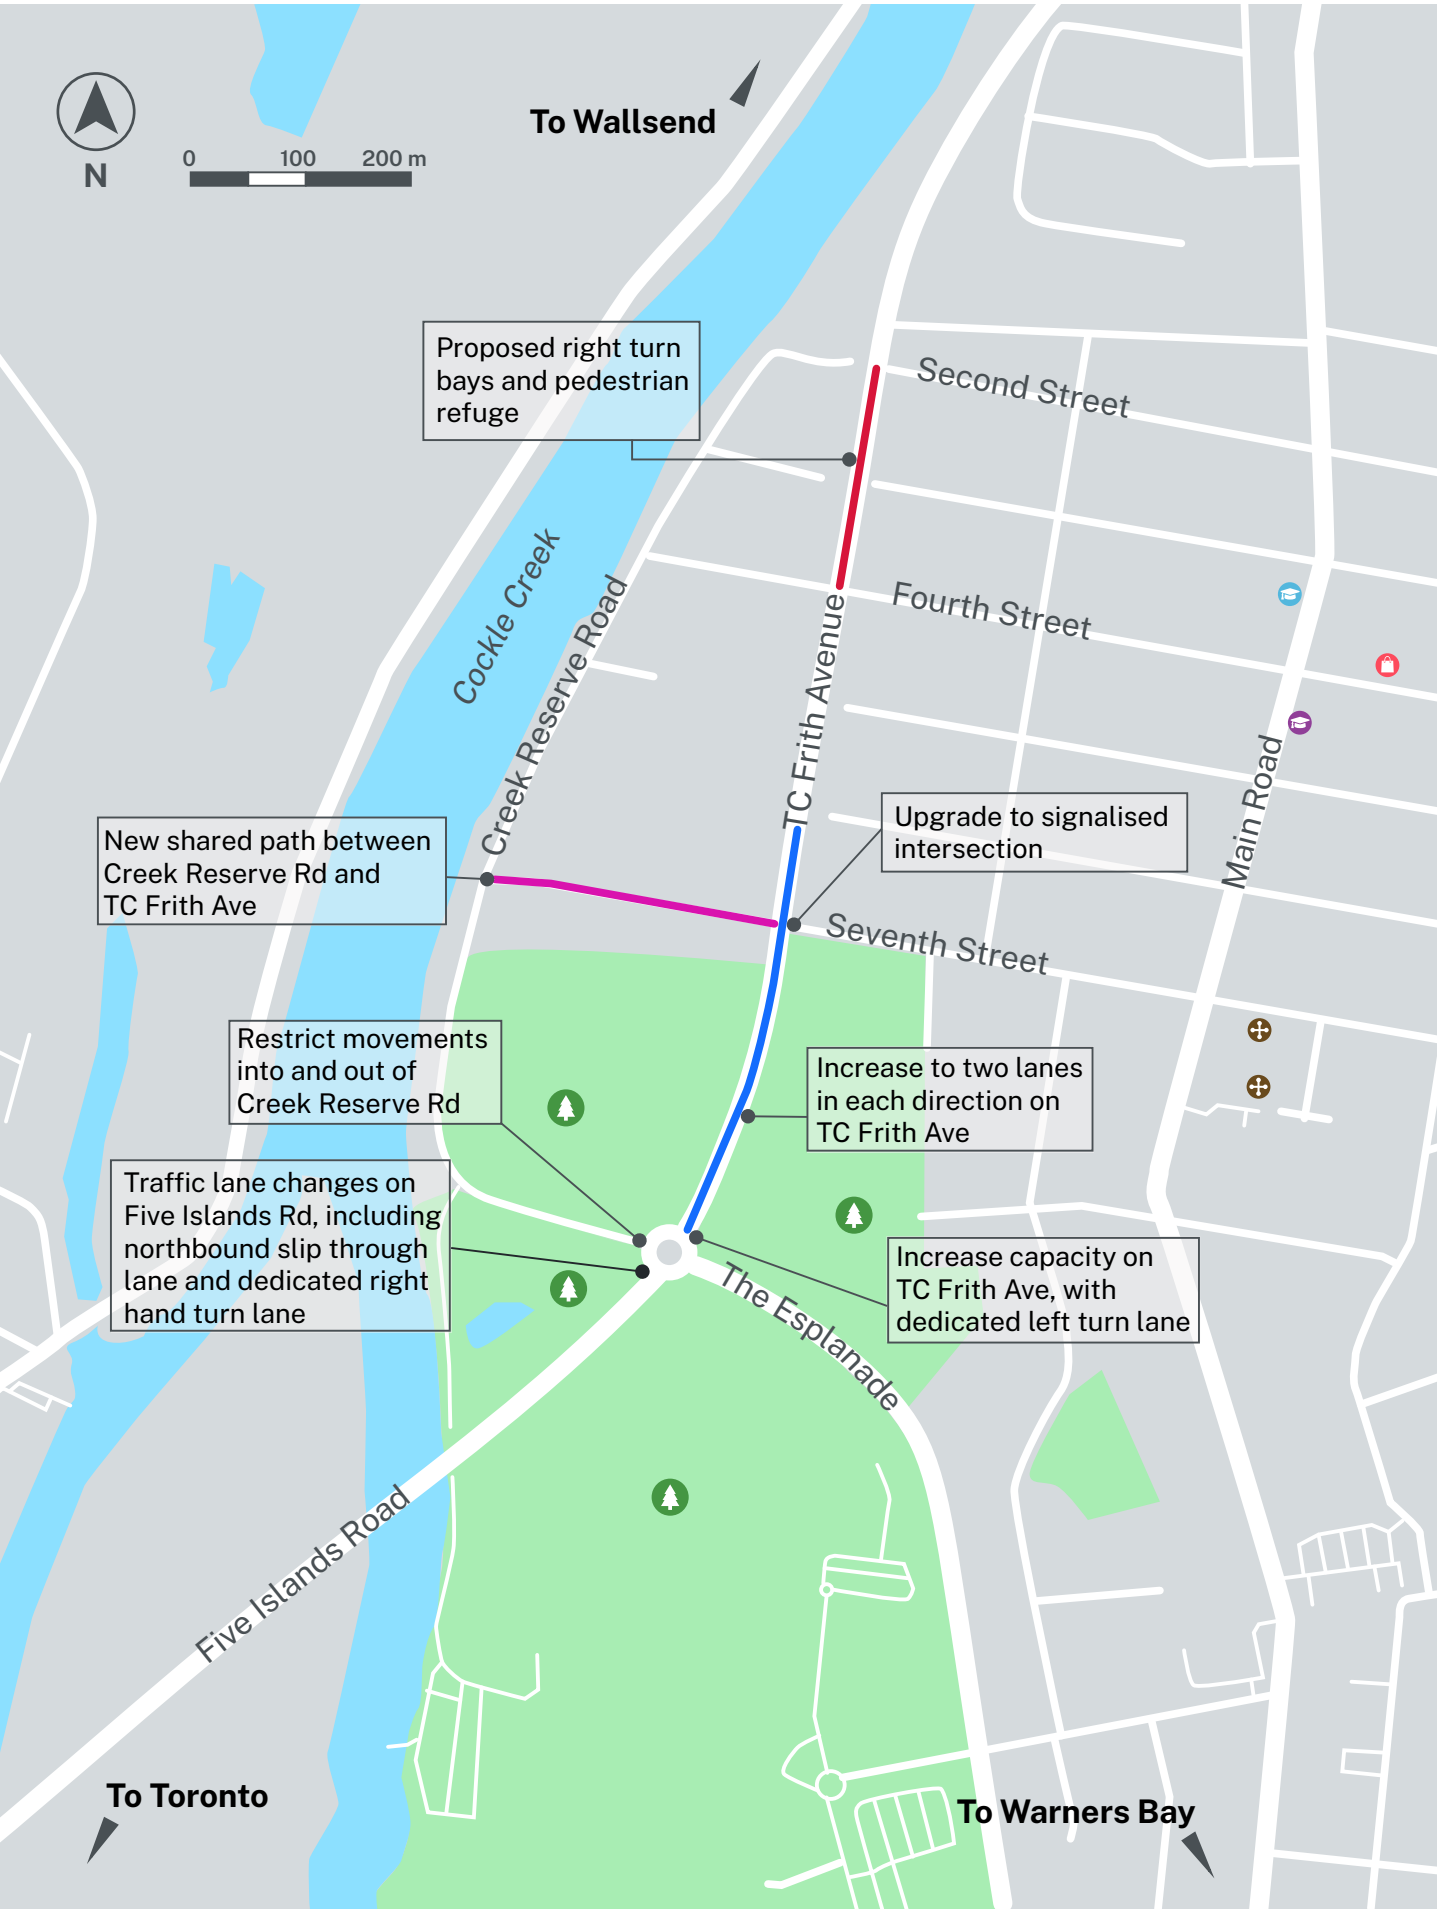 To Wallsend
0 100 200 m
N
Proposed right turn
bays and pedestrian
refuge
Second Street
Cockle Creek
Creek Reserve Road
Fourth Street
TC Frith Avenue
Main Road
New shared path between
Creek Reserve Rd and
TC Frith Ave
Upgrade to signalised
intersection
Seventh Street
Restrict movements
into and out of
Creek Reserve Rd
Increase to two lanes
in each direction on
TC Frith Ave
Traffic lane changes on
Five Islands Rd, including
northbound slip through
lane and dedicated right
hand turn lane
Increase capacity on
TC Frith Ave, with
dedicated left turn lane
The Esplanade
Five Islands Road
To Toronto
To Warners Bay